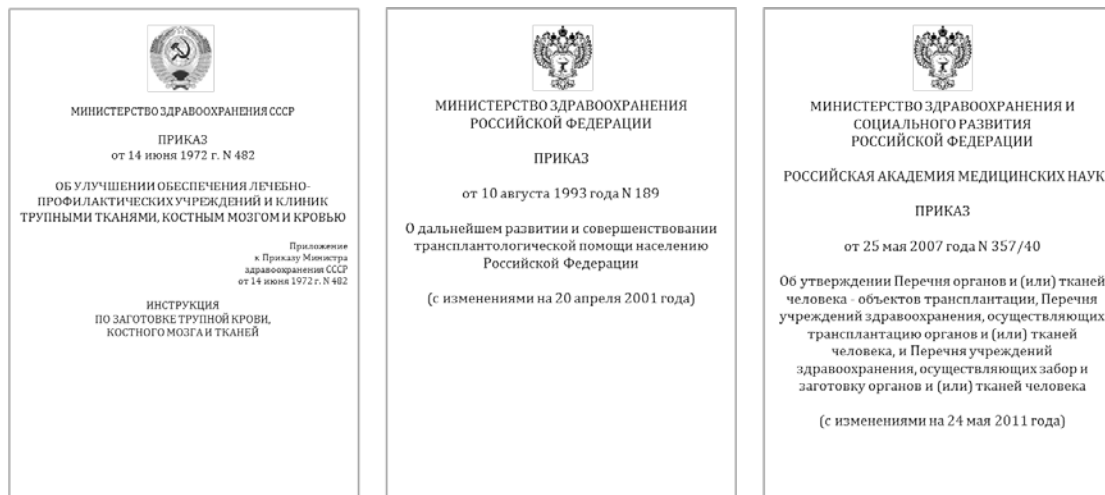 МИНИСТЕРСТВО ЗДРАВООХРАНЕНИЯ СССР
ПРИКАЗ
от 14 июня 1972 г. N 482
ОБ УЛУЧШЕНИИ ОБЕСПЕЧЕНИЯ ЛЕЧЕБНО-
ПРОФИЛАКТИЧЕСКИХ УЧРЕЖДЕНИЙ И КЛИНИК
ТРУПНЫМИ ТКАНЯМИ, КОСТНЫМ МОЗГОМ И КРОВЬЮ
Приложение
к Приказу Министра
здравоохранения СССР
от 14 июня 1972 г. N 482
ИНСТРУКЦИЯ
ПО ЗАГОТОВКЕ ТРУПНОЙ КРОВИ,
КОСТНОГО МОЗГА И ТКАНЕЙ
МИНИСТЕРСТВО ЗДРАВООХРАНЕНИЯ
РОССИЙСКОЙ ФЕДЕРАЦИИ
ПРИКАЗ
от 10 августа 1993 года N 189
О дальнейшем развитии и совершенствовании
трансплантологической помощи населению
Российской Федерации
(с изменениями на 20 апреля 2001 года)
МИНИСТЕРСТВО ЗДРАВООХРАНЕНИЯ И
СОЦИАЛЬНОГО РАЗВИТИЯ
РОССИЙСКОЙ ФЕДЕРАЦИИ
РОССИЙСКАЯ АКАДЕМИЯ МЕДИЦИНСКИХ НАУК
ПРИКАЗ
от 25 мая 2007 года N 357/40
Об утверждении Перечня органов и (или) тканей
человека - объектов трансплантации, Перечня
учреждений здравоохранения, осуществляющих
трансплантацию органов и (или) тканей
человека, и Перечня учреждений
здравоохранения, осуществляющих забор и
заготовку органов и (или) тканей человека
(с изменениями на 24 мая 2011 года)